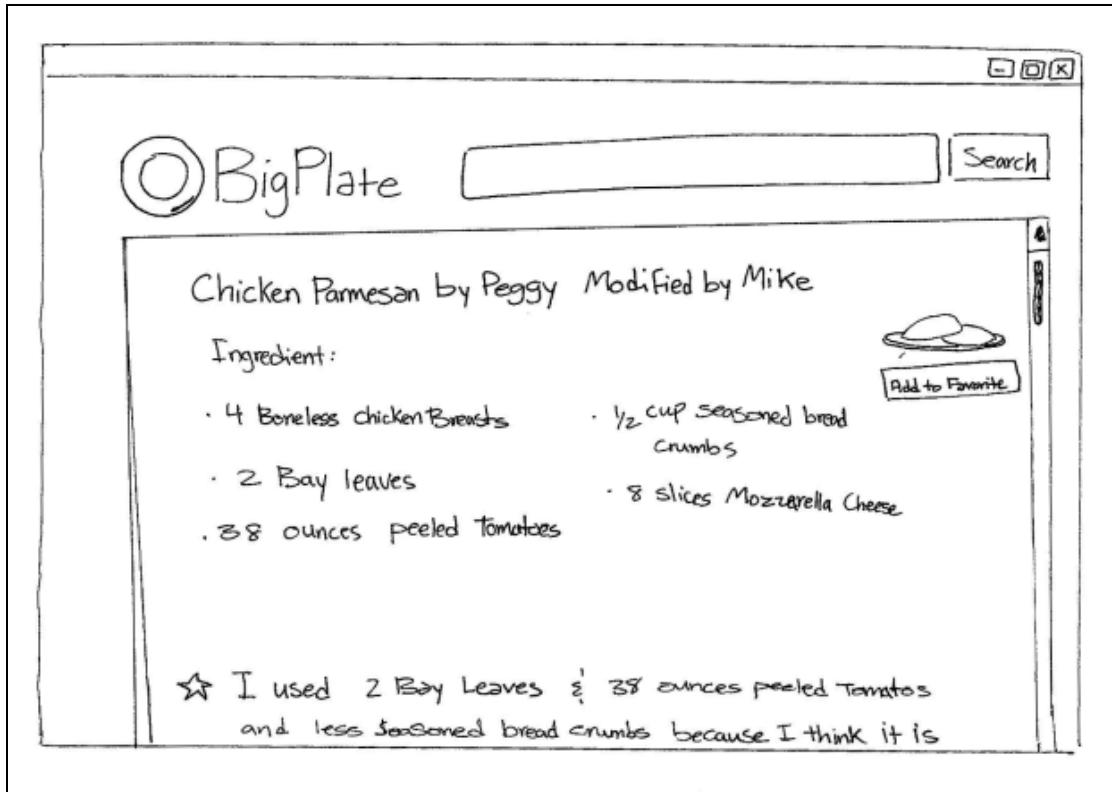 BigPlate
Search
Chicken Parmesan by Peggy Modified by Mike
Ingredient:
Add to Favorite
· 4 Boneless chicken Breasts
· 2 Bay leaves
· 38 ounces peeled Tomatoes
· 1/2 cup seasoned bread
crumbs
· 8 slices Mozzarella Cheese
☆ I used 2 Bay Leaves & 38 ounces peeled Tomatos
and less seasoned bread crumbs because I think it is